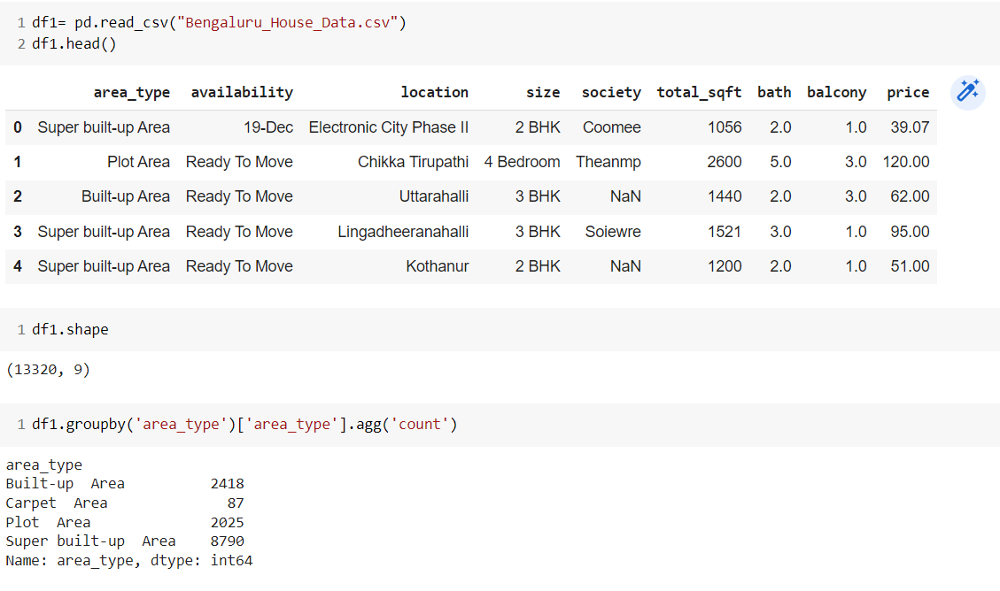 1 df1= pd.read_csv("Bengaluru_House_Data.csv")
2 df1.head()
area_type availability location size society total_sqft bath balcony price
0 Super built-up Area 19-Dec Electronic City Phase II 2 BHK Coomee 1056 2.0 1.0 39.07
1 Plot Area Ready To Move Chikka Tirupathi 4 Bedroom Theanmp 2600 5.0 3.0 120.00
2 Built-up Area Ready To Move Uttarahalli 3 BHK NaN 1440 2.0 3.0 62.00
3 Super built-up Area Ready To Move Lingadheeranahalli 3 BHK Soiewre 1521 3.0 1.0 95.00
4 Super built-up Area Ready To Move Kothanur 2 BHK NaN 1200 2.0 1.0 51.00
1 df1.shape
(13320, 9)
1 df1.groupby('area_type')['area_type'].agg('count')
area_type
Built-up  Area          2418
Carpet  Area              87
Plot  Area              2025
Super built-up  Area    8790
Name: area_type, dtype: int64